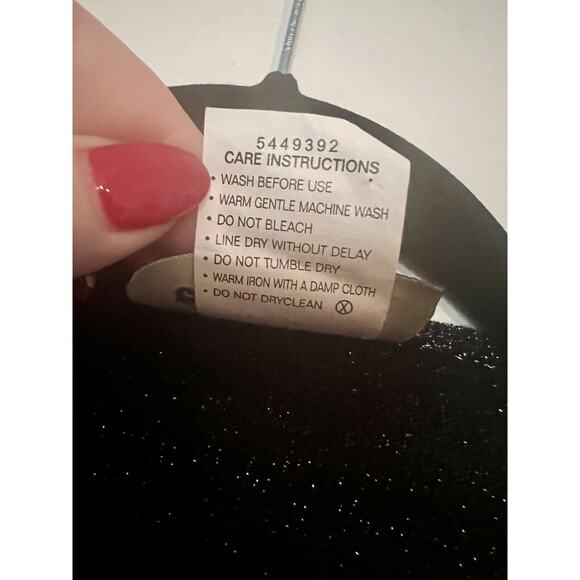 5449392
CARE INSTRUCTIONS
• WASH BEFORE USE
• WARM GENTLE MACHINE WASH
• DO NOT BLEACH
• LINE DRY WITHOUT DELAY
• DO NOT TUMBLE DRY
• WARM IRON WITH A DAMP CLOTH
• DO NOT DRYCLEAN Ⓧ